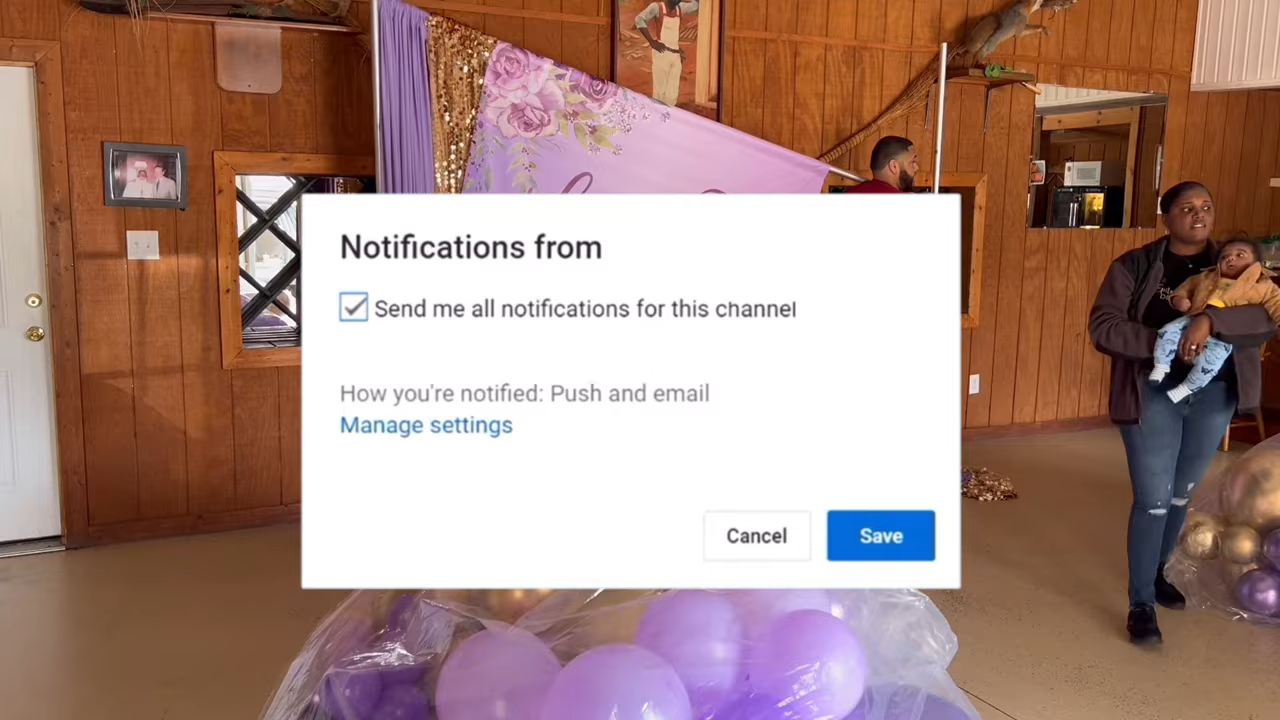 Notifications from
Send me all notifications for this channel
How you're notified: Push and email
Manage settings
Cancel
Save